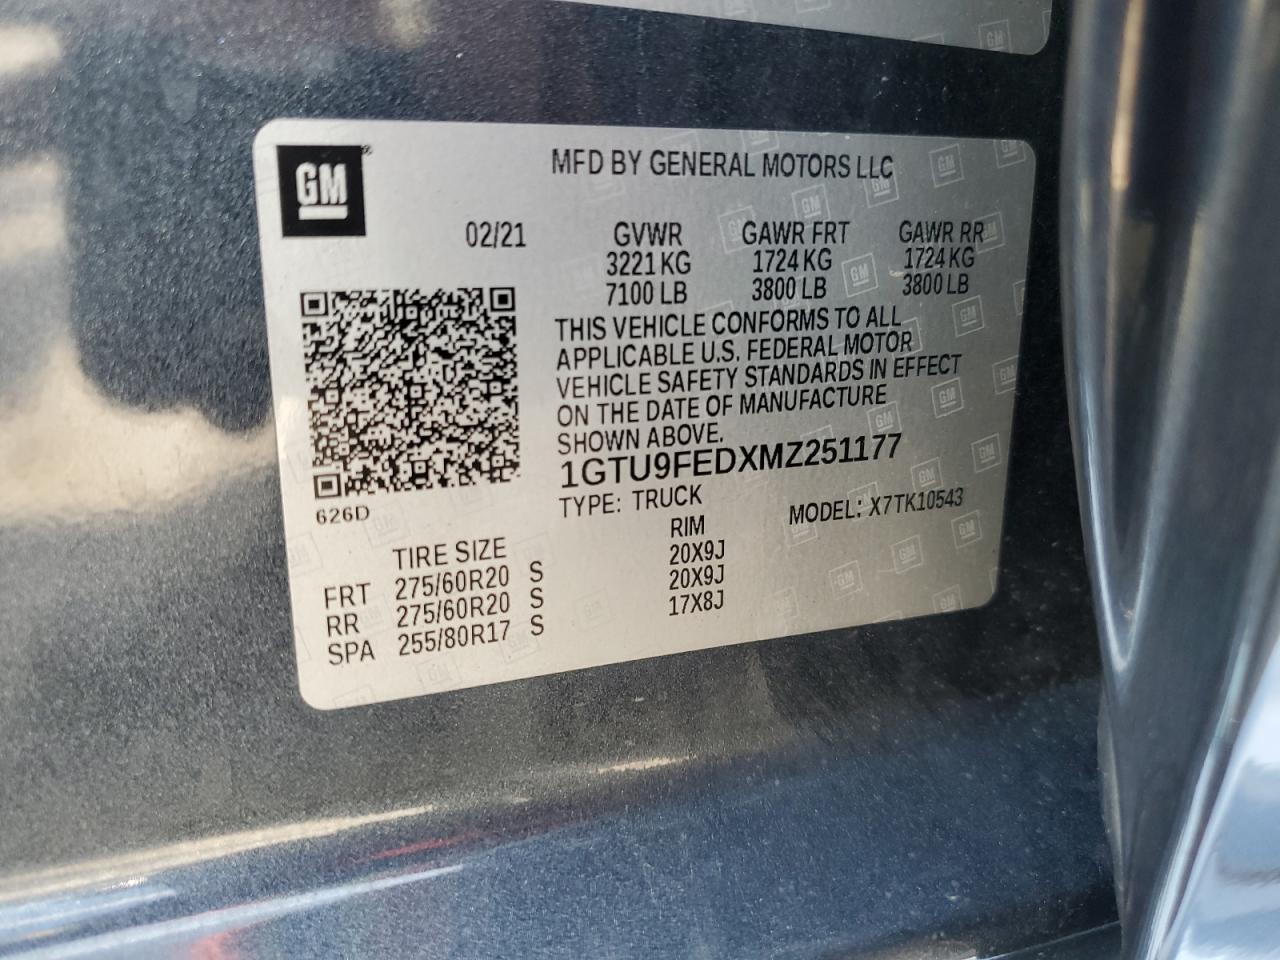 GM
MFD BY GENERAL MOTORS LLC
02/21
GVWR GAWR FRT GAWR RR
3221 KG 1724 KG 1724 KG
7100 LB 3800 LB 3800 LB
THIS VEHICLE CONFORMS TO ALL
APPLICABLE U.S. FEDERAL MOTOR
VEHICLE SAFETY STANDARDS IN EFFECT
ON THE DATE OF MANUFACTURE
SHOWN ABOVE.
1GTU9FEDXMZ251177
TYPE: TRUCK MODEL: X7TK10543
626D
TIRE SIZE RIM
FRT 275/60R20 S 20X9J
RR 275/60R20 S 20X9J
SPA 255/80R17 S 17X8J